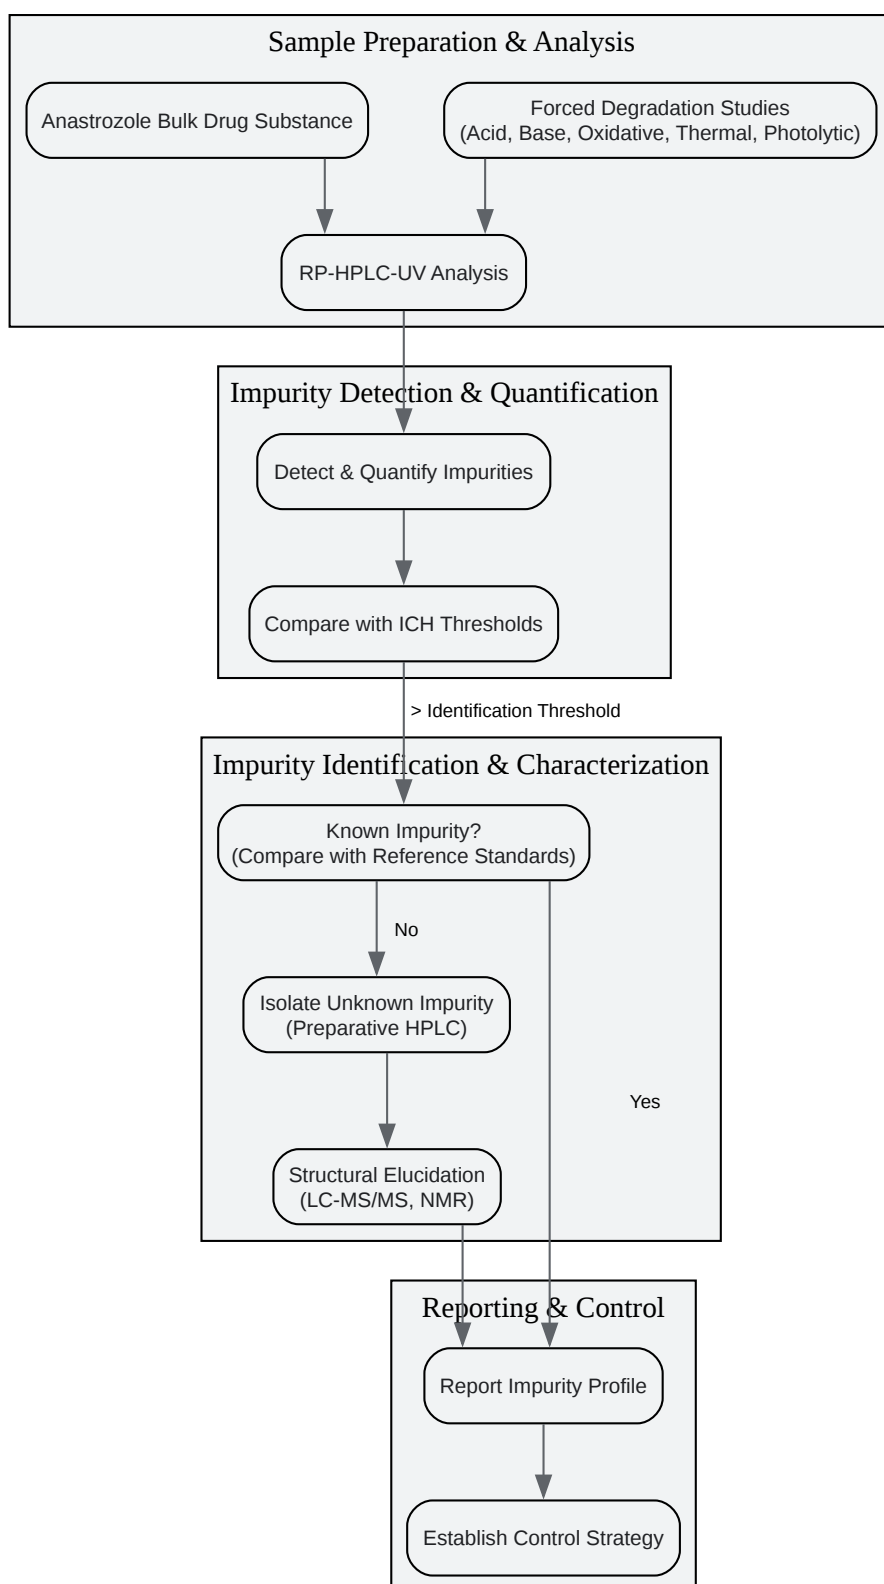 Sample Preparation & Analysis
Anastrozole Bulk Drug Substance
Forced Degradation Studies
(Acid, Base, Oxidative, Thermal, Photolytic)
RP-HPLC-UV Analysis
Impurity Detection & Quantification
Detect & Quantify Impurities
Compare with ICH Thresholds
> Identification Threshold
Impurity Identification & Characterization
Known Impurity?
(Compare with Reference Standards)
No
Isolate Unknown Impurity
(Preparative HPLC)
Yes
Structural Elucidation
(LC-MS/MS, NMR)
Reporting & Control
Report Impurity Profile
Establish Control Strategy